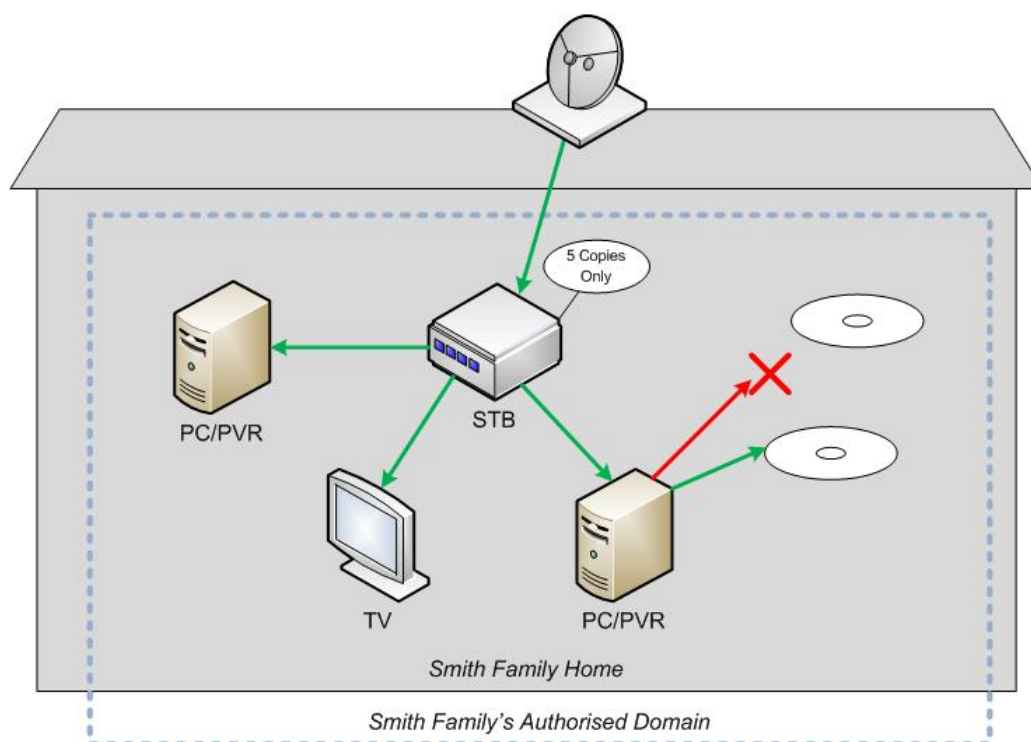 5 Copies
Only
PC/PVR
STB
TV
PC/PVR
Smith Family Home
Smith Family's Authorised Domain